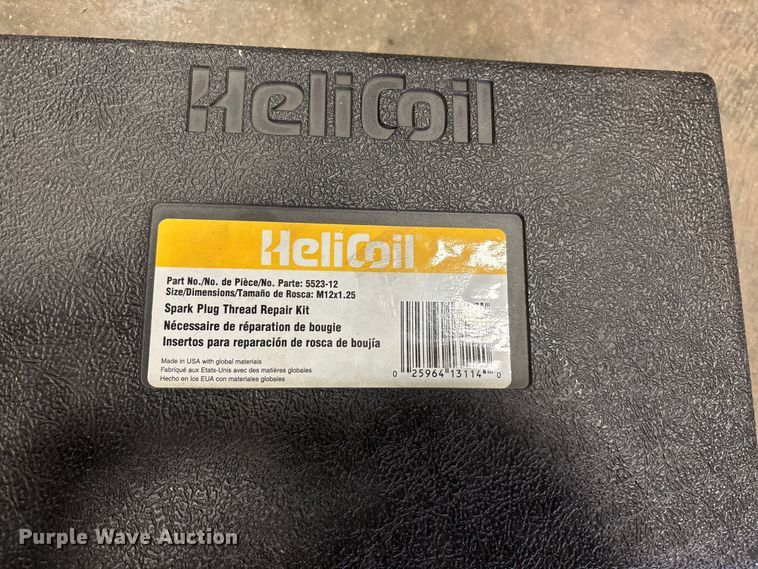 HeliCoil
HeliCoil
Part No./No. de Pièce/No. Parte: 5523-12
Size/Dimensions/Tamaño de Rosca: M12x1.25
Spark Plug Thread Repair Kit
Nécessaire de réparation de bougie
Insertos para reparación de rosca de boujía
Made in USA with global materials
Fabriqué aux Etats-Unis avec des matières globales
Hecho en los EUA con materiales globales
0 25964 13114 0
Purple Wave Auction